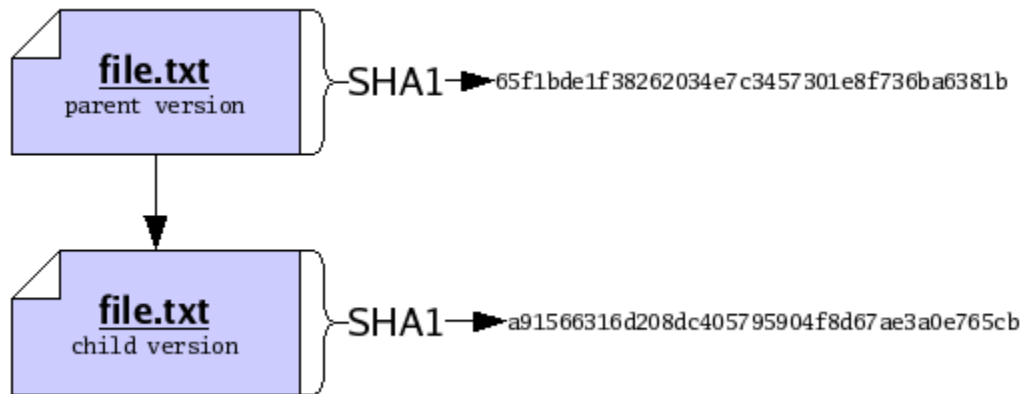 file.txt
parent version
SHA1
65f1bde1f38262034e7c3457301e8f736ba6381b
file.txt
child version
SHA1
a91566316d208dc405795904f8d67ae3a0e765cb